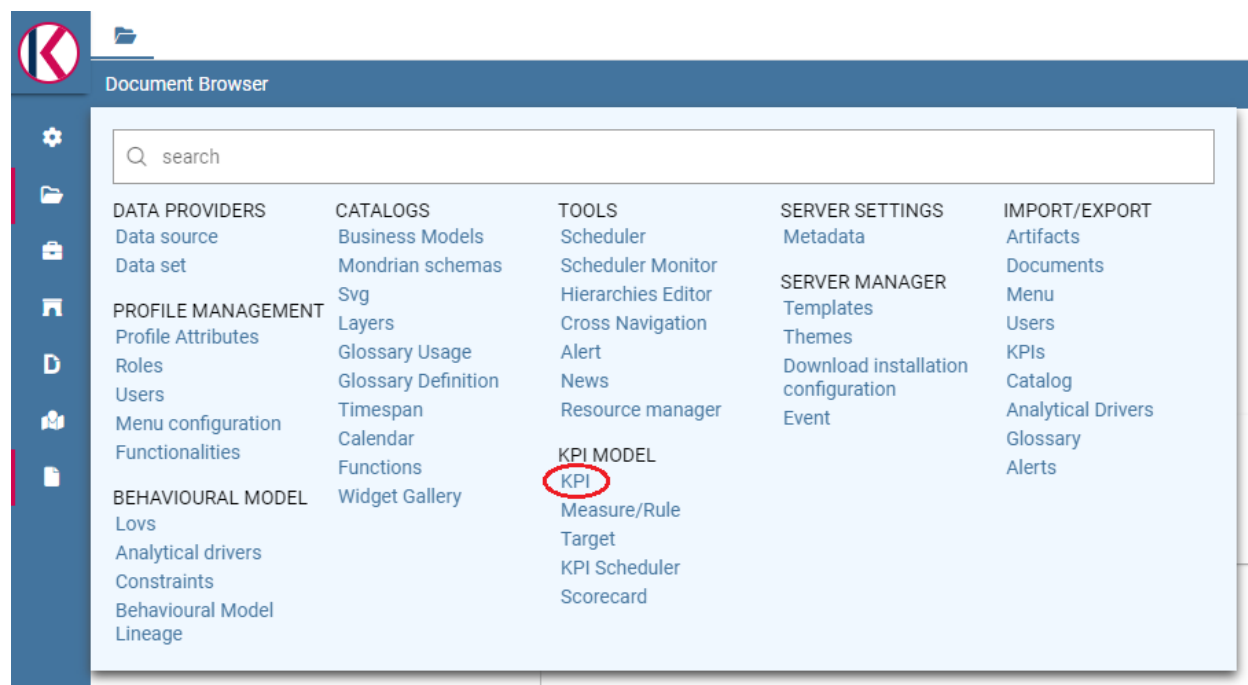 Document Browser
search
DATA PROVIDERS
Data source
Data set
PROFILE MANAGEMENT
Profile Attributes
Roles
Users
Menu configuration
Functionalities
BEHAVIOURAL MODEL
Lovs
Analytical drivers
Constraints
Behavioural Model
Lineage
CATALOGS
Business Models
Mondrian schemas
Svg
Layers
Glossary Usage
Glossary Definition
Timespan
Calendar
Functions
Widget Gallery
TOOLS
Scheduler
Scheduler Monitor
Hierarchies Editor
Cross Navigation
Alert
News
Resource manager
KPI MODEL
KPI
Measure/Rule
Target
KPI Scheduler
Scorecard
SERVER SETTINGS
Metadata
SERVER MANAGER
Templates
Themes
Download installation
configuration
Event
IMPORT/EXPORT
Artifacts
Documents
Menu
Users
KPIs
Catalog
Analytical Drivers
Glossary
Alerts